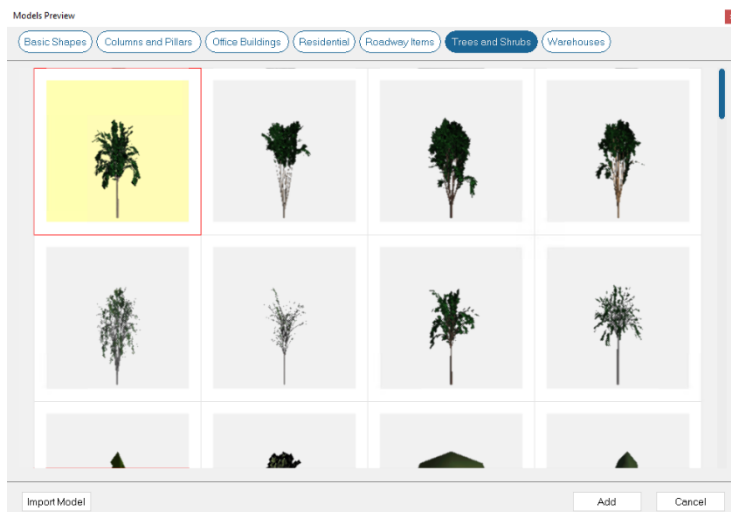 Models Preview
Basic Shapes Columns and Pillars Office Buildings Residential Roadway Items Trees and Shrubs Warehouses
Import Model Add Cancel